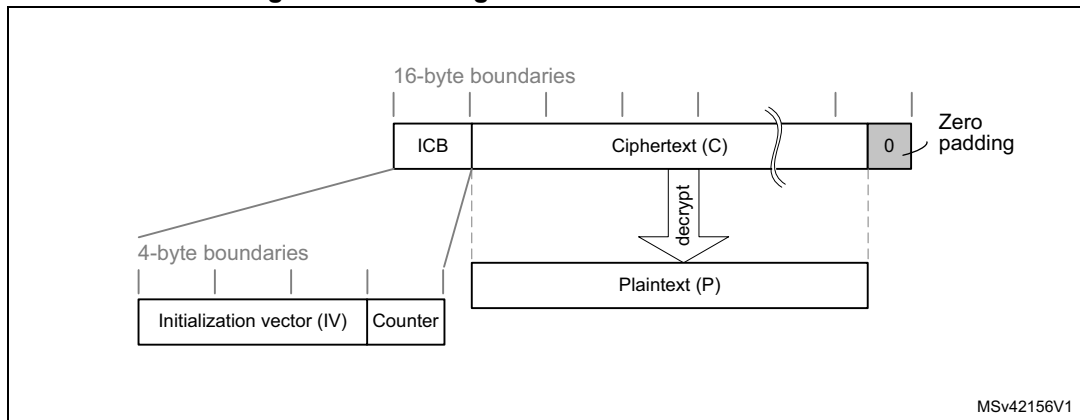 16-byte boundaries
ICB
Ciphertext (C)
0
Zero
padding
decrypt
4-byte boundaries
Plaintext (P)
Initialization vector (IV)
Counter
MSv42156V1